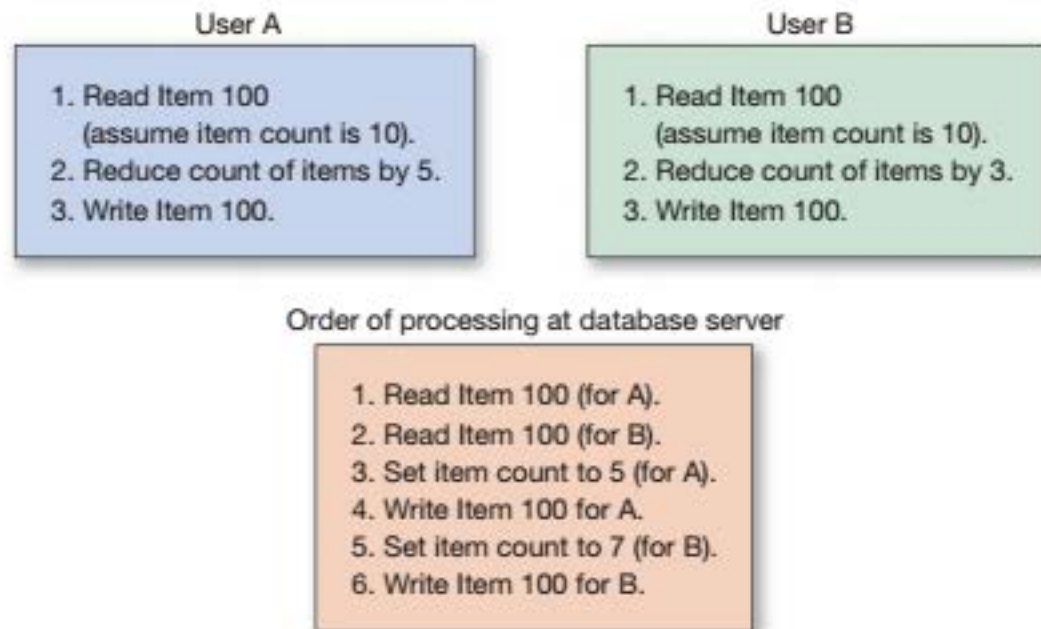 User A
1. Read Item 100
(assume item count is 10).
2. Reduce count of items by 5.
3. Write Item 100.
User B
1. Read Item 100
(assume item count is 10).
2. Reduce count of items by 3.
3. Write Item 100.
Order of processing at database server
1. Read Item 100 (for A).
2. Read Item 100 (for B).
3. Set item count to 5 (for A).
4. Write Item 100 for A.
5. Set item count to 7 (for B).
6. Write Item 100 for B.